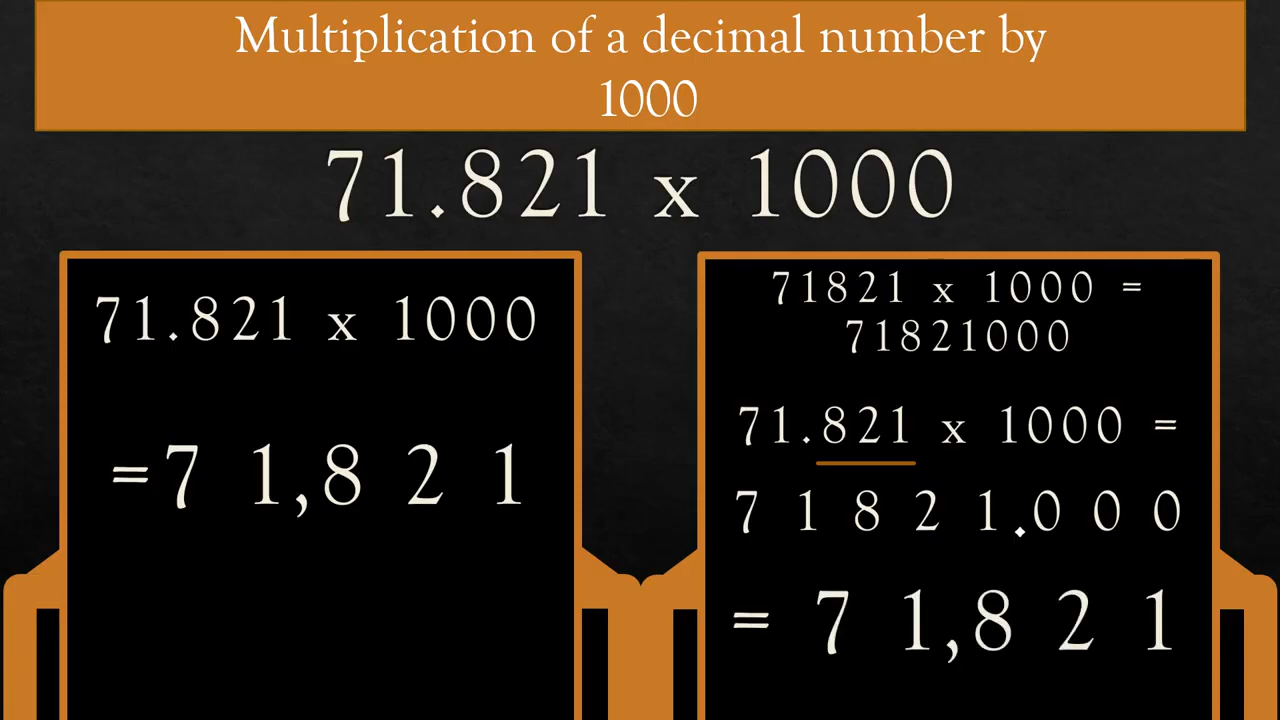 Multiplication of a decimal number by
1000
71.821 x 1000
71.821 x 1000
=7 1,8 2 1
71821 x 1000 =
71821000
71.821 x 1000 =
7 1 8 2 1.0 0 0
= 7 1,8 2 1